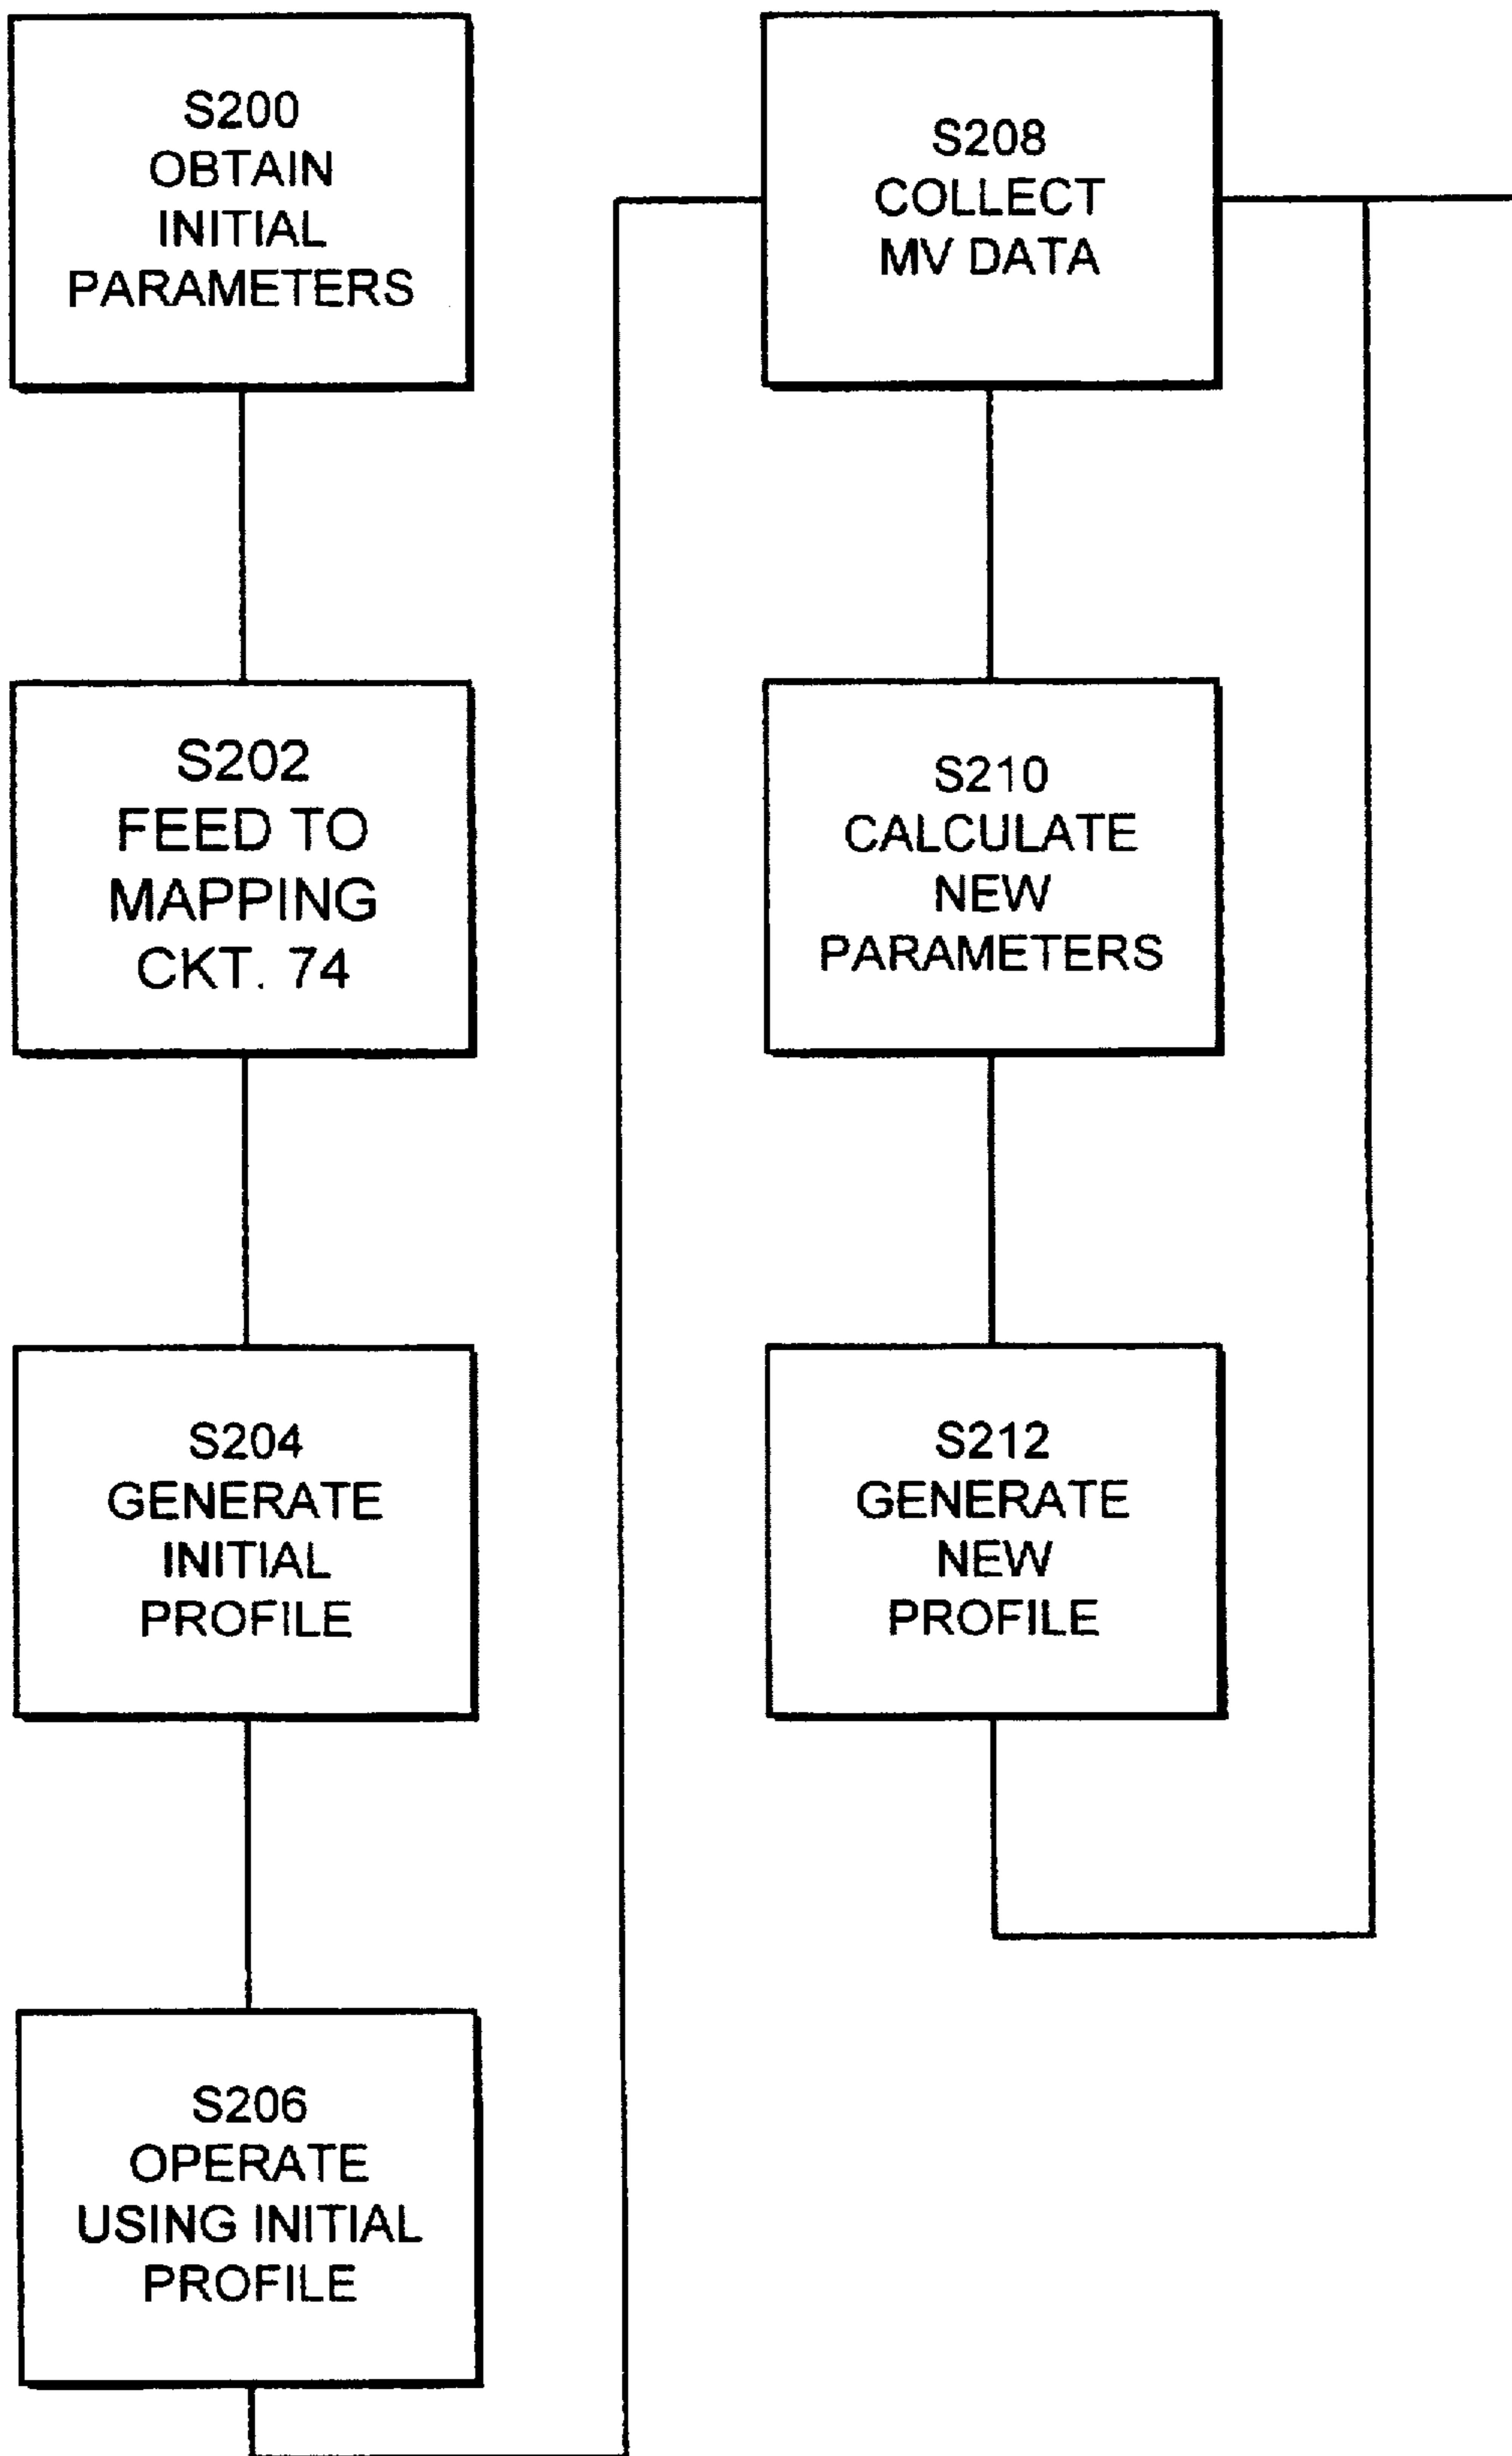 S200
OBTAIN
INITIAL
PARAMETERS
S202
FEED TO
MAPPING
CKT. 74
S204
GENERATE
INITIAL
PROFILE
S206
OPERATE
USING INITIAL
PROFILE
S208
COLLECT
MV DATA
S210
CALCULATE
NEW
PARAMETERS
S212
GENERATE
NEW
PROFILE